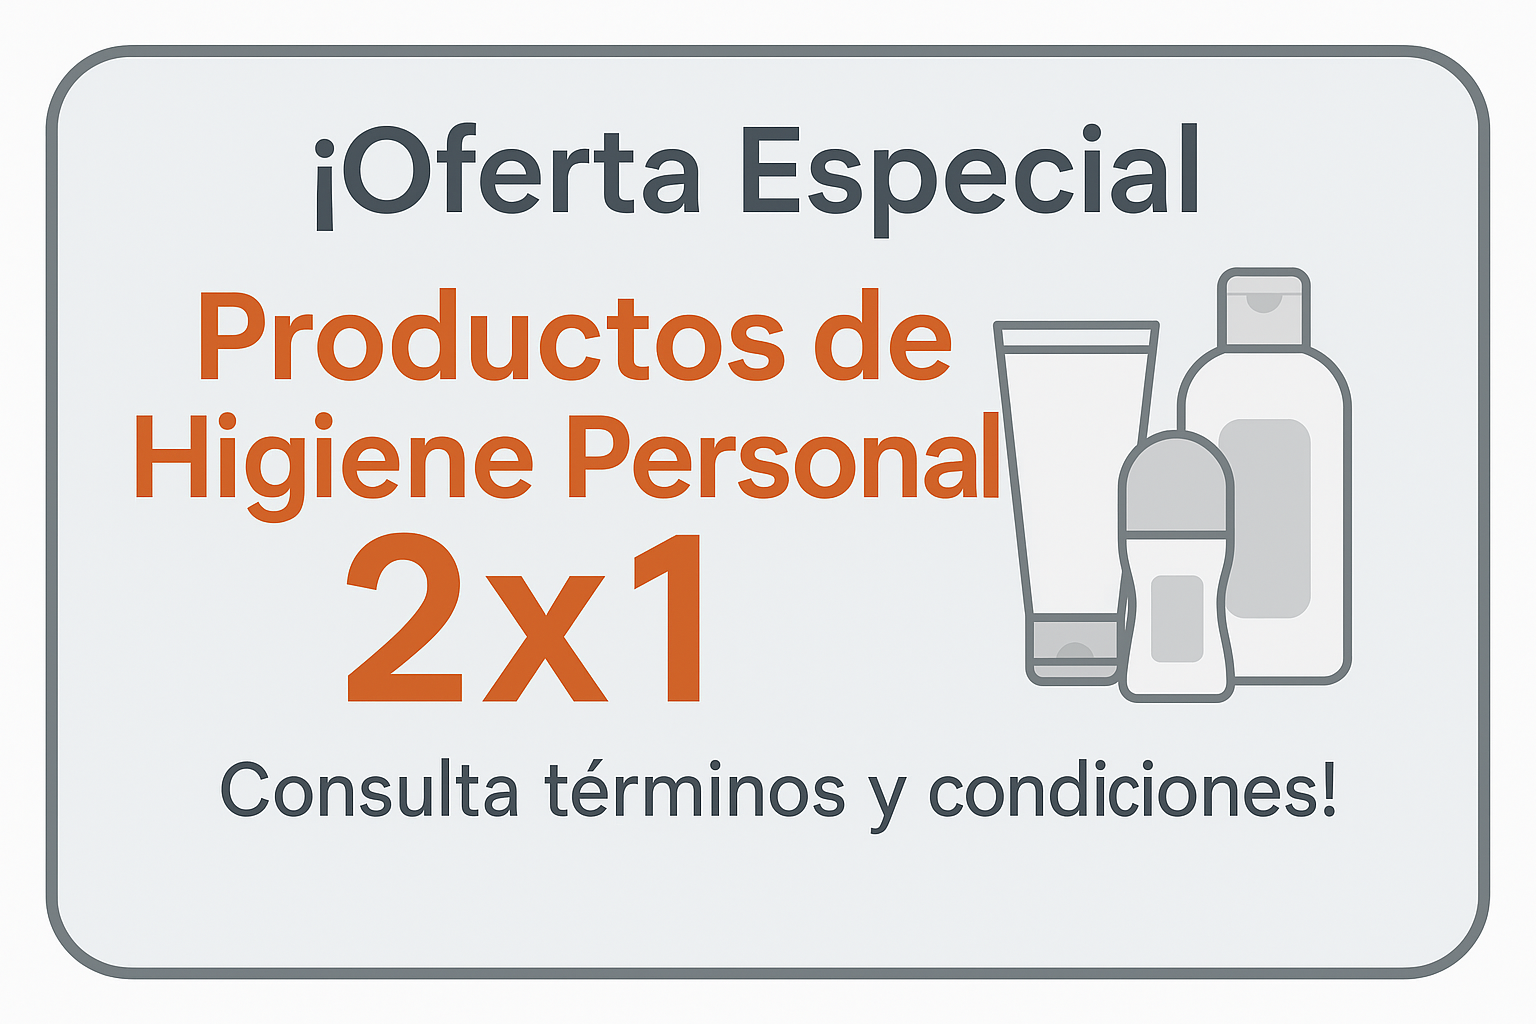 ¡Oferta Especial
Productos de
Higiene Personal
2x1
Consulta términos y condiciones!